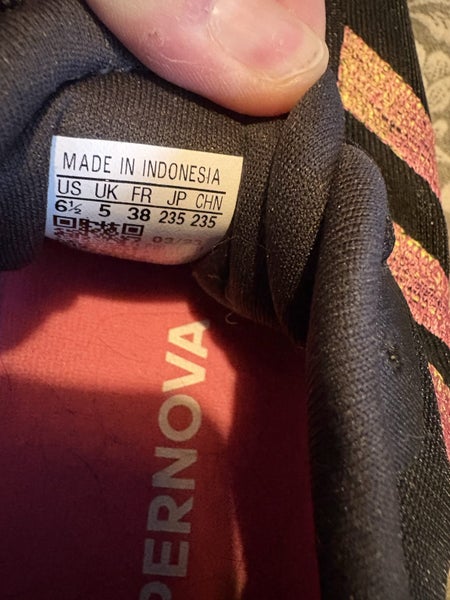 MADE IN INDONESIA
US UK FR JP CHN
6½ 5 38 235 235
PERNOVA